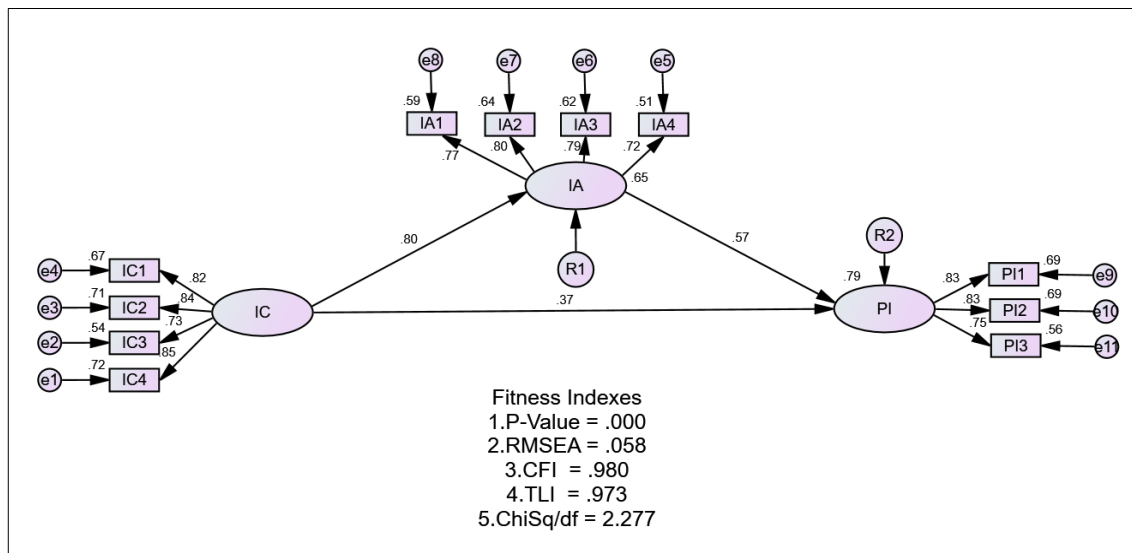 e8 e7 e6 e5
.59 .64 .62 .51
IA1 IA2 IA3 IA4
.77 .80 .79 .72
IA .65
.80 .57
R1 R2
e4 .67 IC1 .82
e3 .71 IC2 .84
e2 .54 IC3 .73
e1 .72 IC4 .85
IC
.37
.79 PI
.83 PI1 .69 e9
.83 PI2 .69 e10
.75 PI3 .56 e11
Fitness Indexes
1.P-Value = .000
2.RMSEA = .058
3.CFI = .980
4.TLI = .973
5.ChiSq/df = 2.277